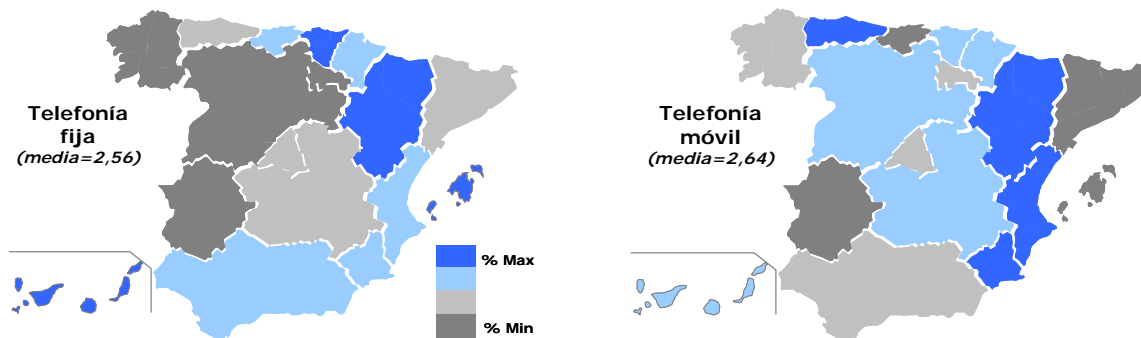 Telefonía
fija
(media=2,56)
% Max
% Min
Telefonía
móvil
(media=2,64)